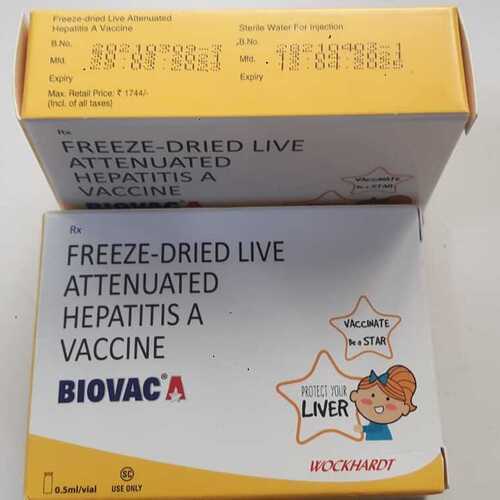 Freeze-dried Live Attenuated
Hepatitis A Vaccine
B.No.
Mfd.
Expiry
Max. Retail Price: ₹ 1744/-
(Incl. of all taxes)
Sterile Water For Injection
B.No.
Mfd.
Expiry
Rx
FREEZE-DRIED LIVE
ATTENUATED
HEPATITIS A
VACCINE
BIOVAC A
VACCINATE
Be a STAR
Rx
FREEZE-DRIED LIVE
ATTENUATED
HEPATITIS A
VACCINE
BIOVAC® A
VACCINATE
Be a STAR
PROTECT YOUR
LIVER
WOCKHARDT
0.5ml/vial
SC
USE ONLY